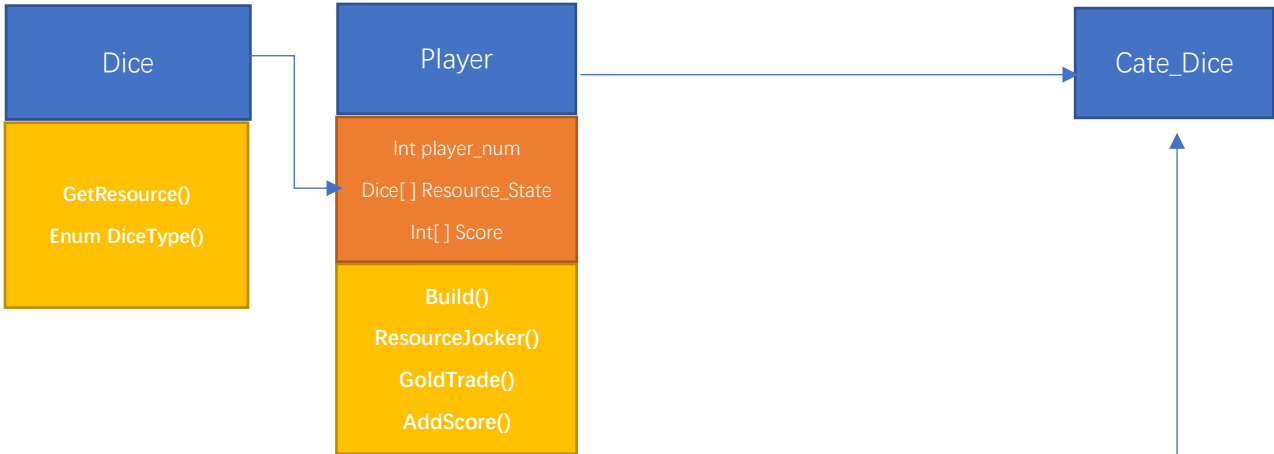 Dice
GetResource()
Enum DiceType()
Player
Int player_num
Dice[ ] Resource_State
Int[ ] Score
Build()
ResourceJocker()
GoldTrade()
AddScore()
Cate_Dice